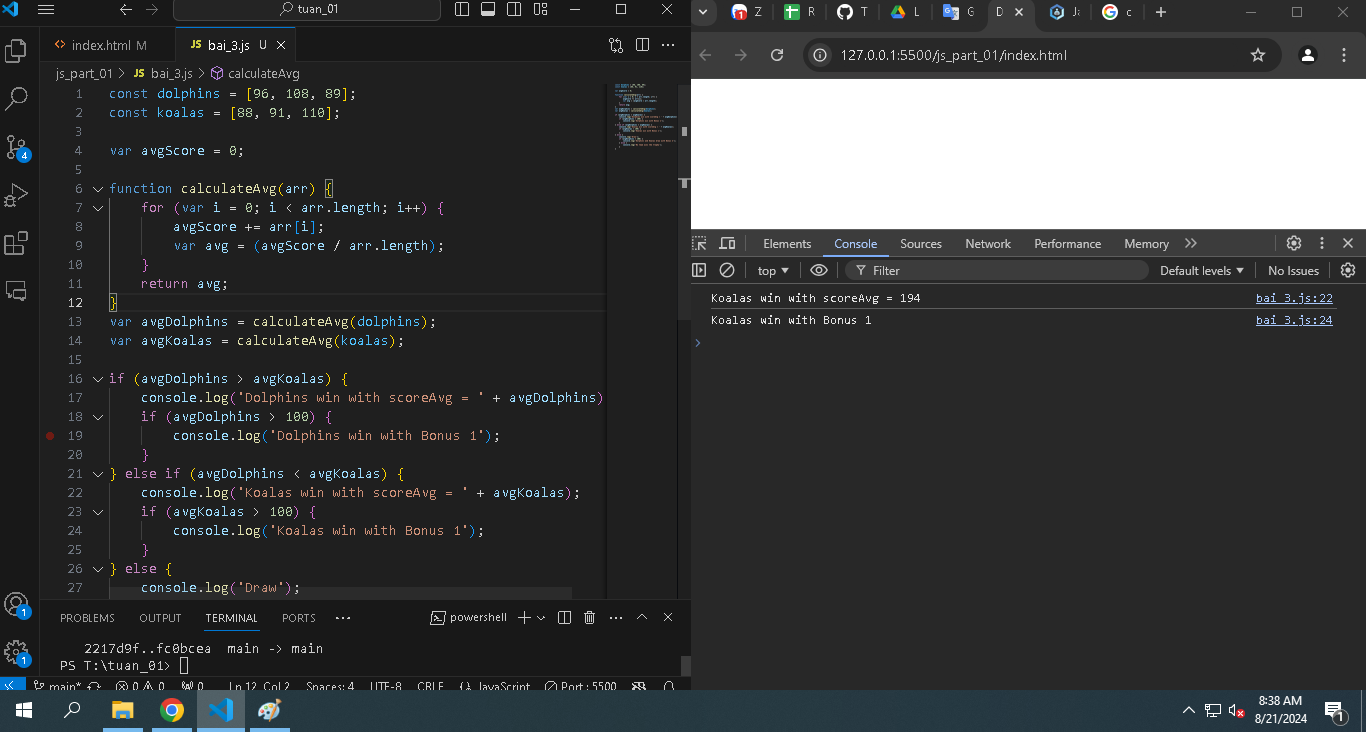 tuan_01
index.html M
JS bai_3.js U
js_part_01 > JS bai_3.js > calculateAvg
1 const dolphins = [96, 108, 89];
2 const koalas = [88, 91, 110];
3
4 var avgScore = 0;
5
6 function calculateAvg(arr) {
7 for (var i = 0; i < arr.length; i++) {
8 avgScore += arr[i];
9 var avg = (avgScore / arr.length);
10 }
11 return avg;
12 }
13 var avgDolphins = calculateAvg(dolphins);
14 var avgKoalas = calculateAvg(koalas);
15
16 if (avgDolphins > avgKoalas) {
17 console.log('Dolphins win with scoreAvg = ' + avgDolphins)
18 if (avgDolphins > 100) {
19 console.log('Dolphins win with Bonus 1');
20 }
21 } else if (avgDolphins < avgKoalas) {
22 console.log('Koalas win with scoreAvg = ' + avgKoalas);
23 if (avgKoalas > 100) {
24 console.log('Koalas win with Bonus 1');
25 }
26 } else {
27 console.log('Draw');
4
1
1
PROBLEMS OUTPUT TERMINAL PORTS ... powershell
2217d9f..fc0bcea main -> main
PS T:\tuan_01>
main* 0 0 0 Ln 12, Col 2 Spaces: 4 UTF-8 CRLF {} JavaScript Port : 5500
Z R T L G D c
127.0.0.1:5500/js_part_01/index.html
Elements Console Sources Network Performance Memory
top Filter Default levels No Issues
Koalas win with scoreAvg = 194 bai_3.js:22
Koalas win with Bonus 1 bai_3.js:24
8:38 AM
8/21/2024
1